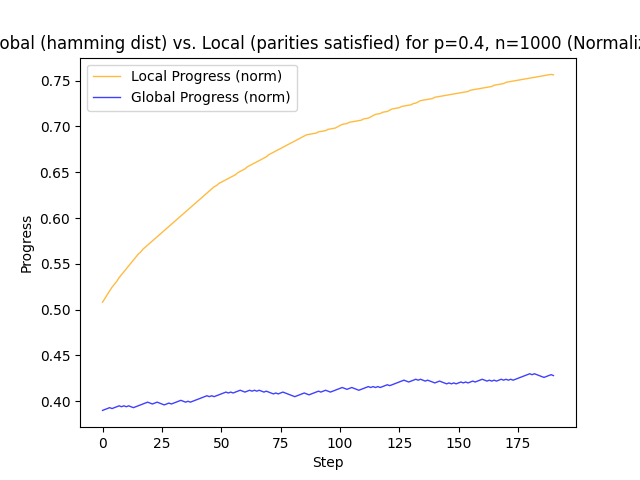 obal (hamming dist) vs. Local (parities satisfied) for p=0.4, n=1000 (Normaliz
Local Progress (norm)
Global Progress (norm)
Progress
0.75
0.70
0.65
0.60
0.55
0.50
0.45
0.40
0 25 50 75 100 125 150 175
Step